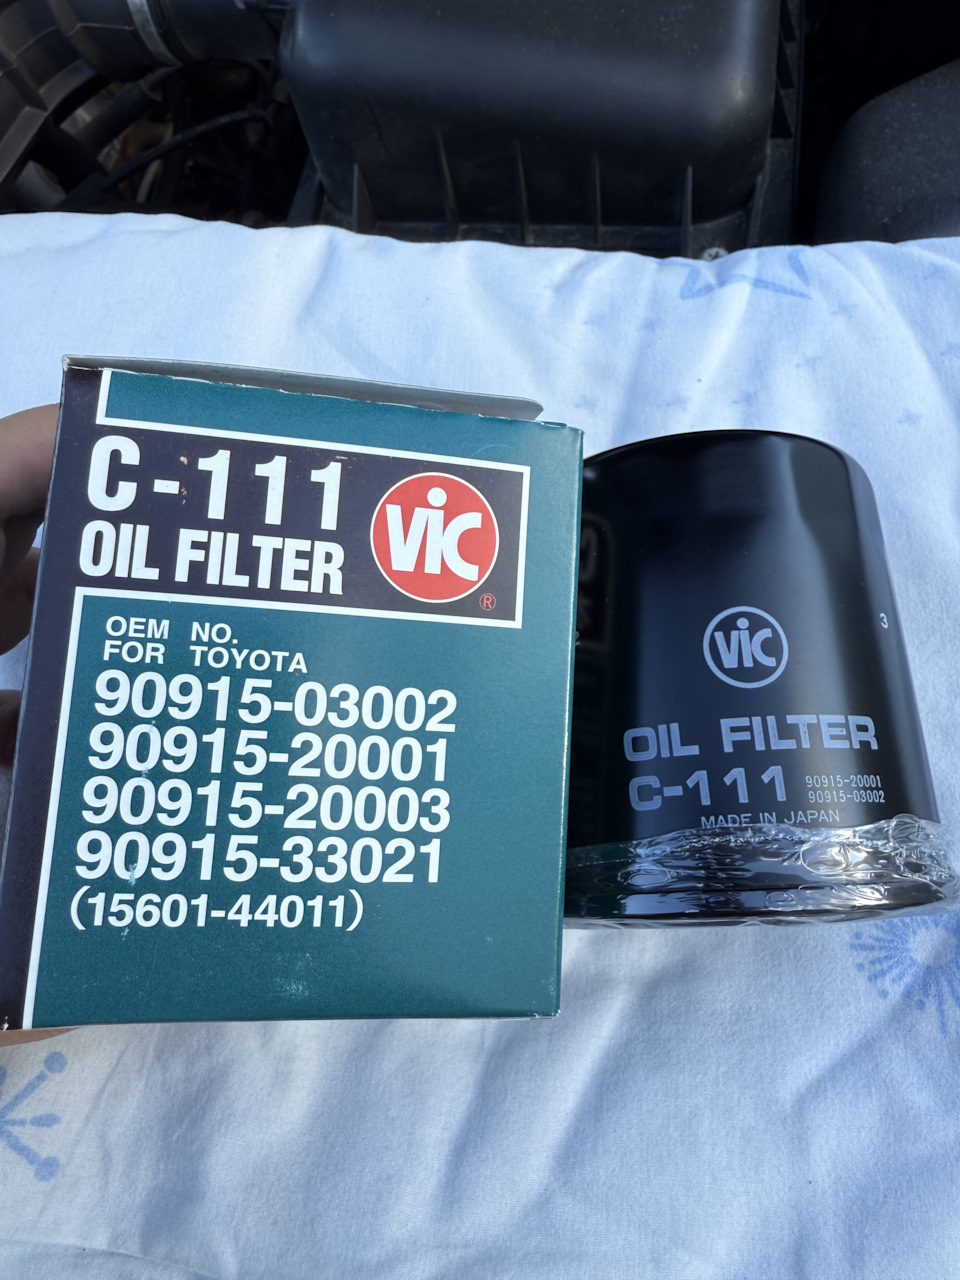 C-111
OIL FILTER
ViC
®
OEM NO.
FOR TOYOTA
90915-03002
90915-20001
90915-20003
90915-33021
(15601-44011)
ViC
3
OIL FILTER
C-111
90915-20001
90915-03002
MADE IN JAPAN